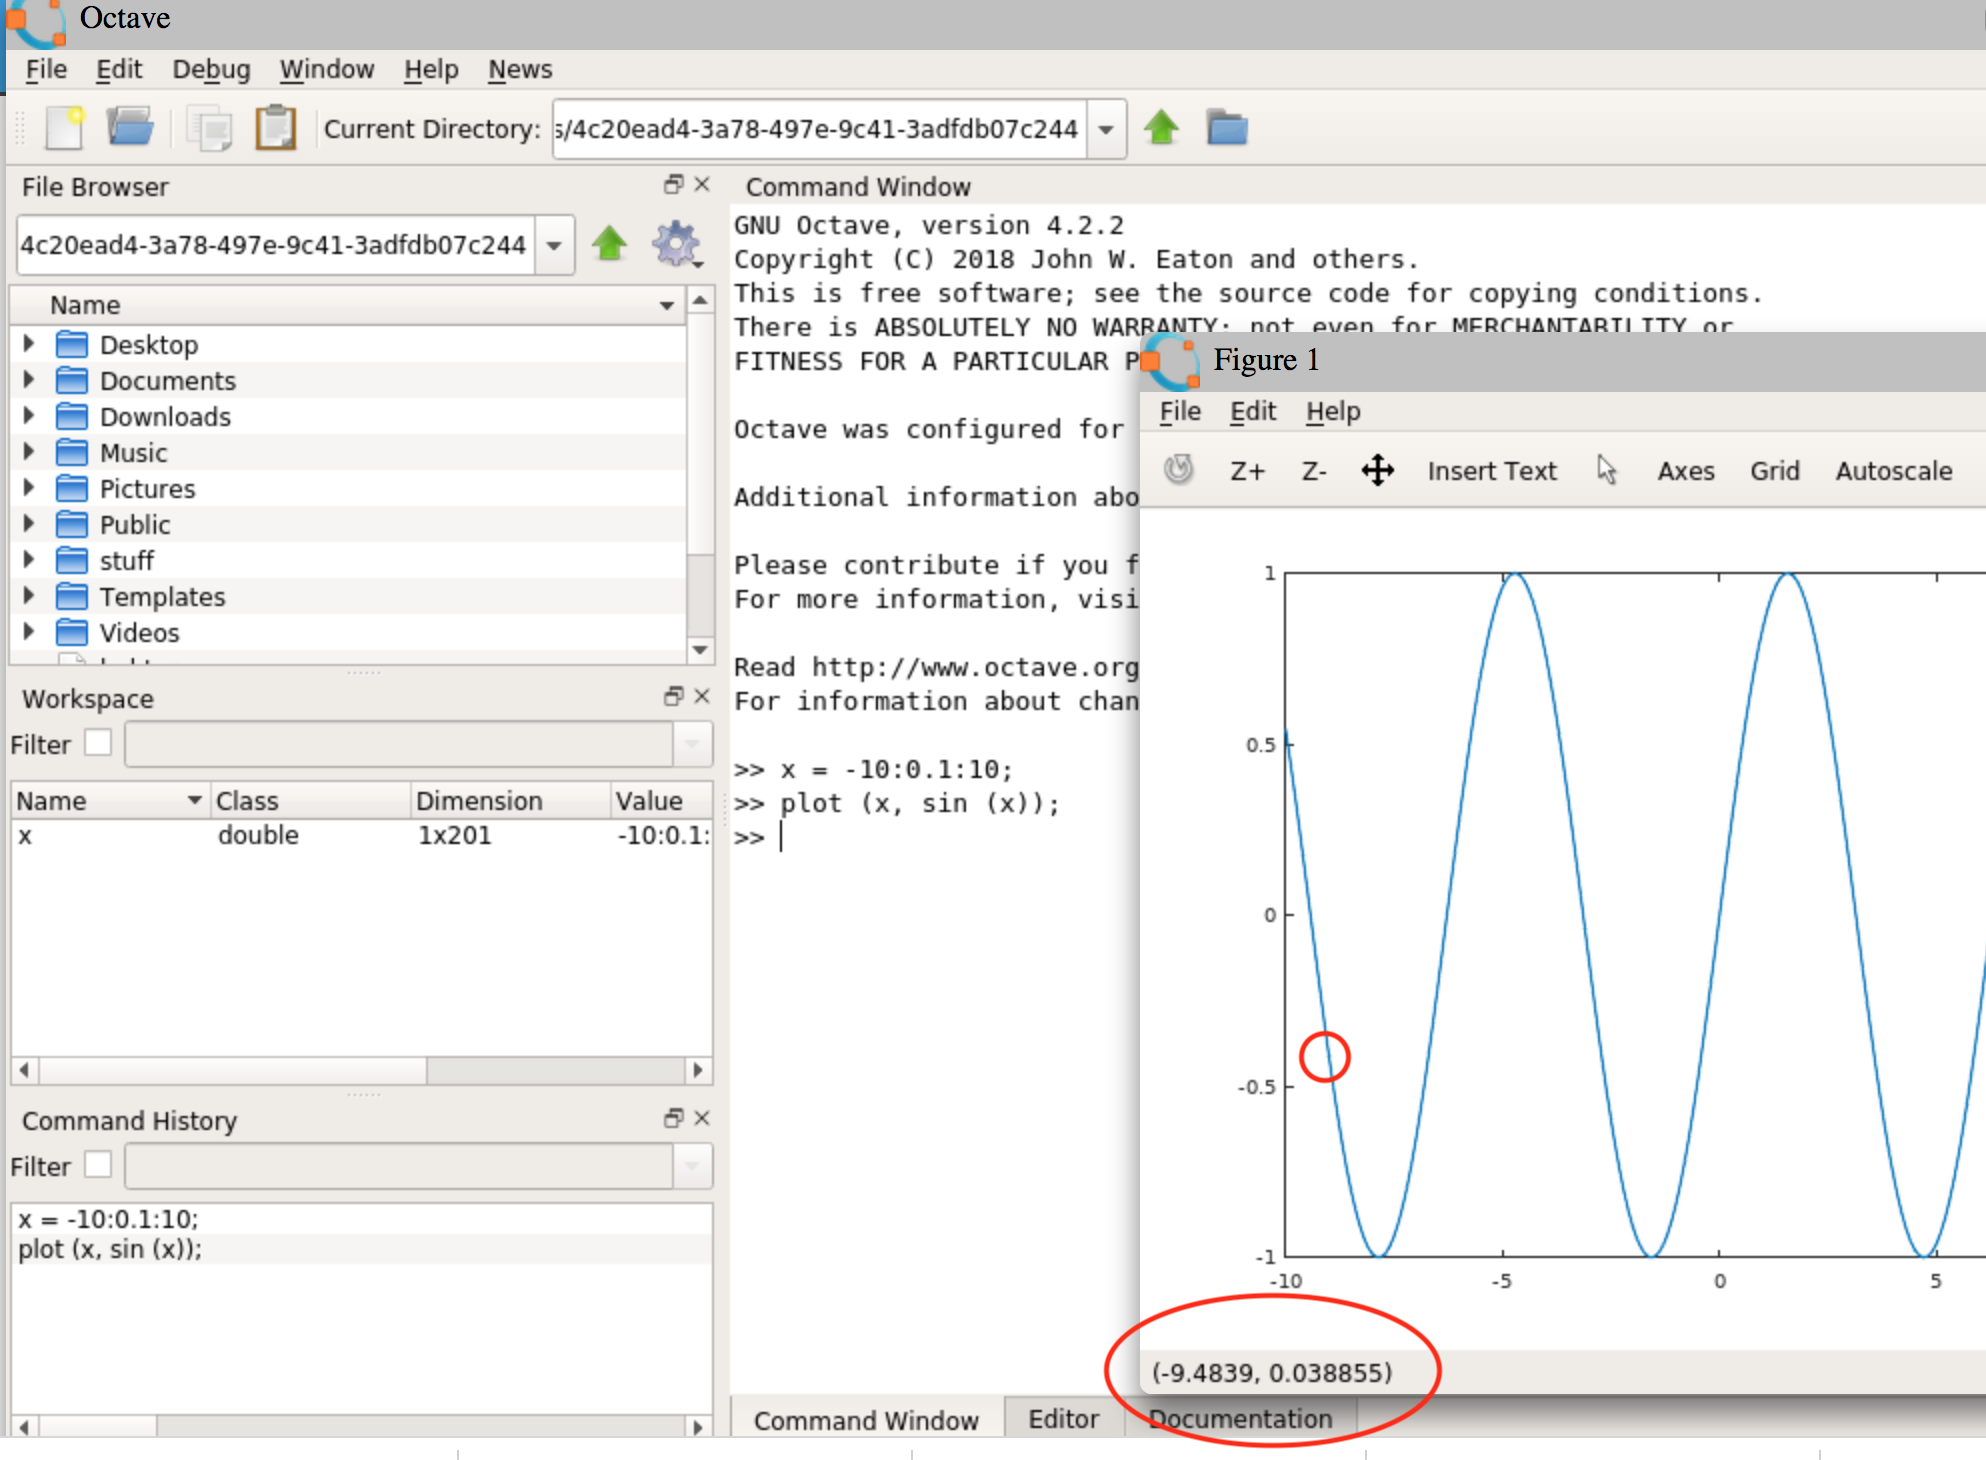 Octave
File Edit Debug Window Help News
Current Directory: s/4c20ead4-3a78-497e-9c41-3adfdb07c244
File Browser
4c20ead4-3a78-497e-9c41-3adfdb07c244
Name
Desktop
Documents
Downloads
Music
Pictures
Public
stuff
Templates
Videos
Workspace
Filter
Name Class Dimension Value
x double 1x201 -10:0.1:
Command History
Filter
x = -10:0.1:10;
plot (x, sin (x));
Command Window
GNU Octave, version 4.2.2
Copyright (C) 2018 John W. Eaton and others.
This is free software; see the source code for copying conditions.
There is ABSOLUTELY NO WARRANTY; not even for MERCHANTABILITY or
FITNESS FOR A PARTICULAR P
Octave was configured for
Additional information abo
Please contribute if you f
For more information, visi
Read http://www.octave.org
For information about chan
>> x = -10:0.1:10;
>> plot (x, sin (x));
>>
Command Window Editor Documentation
Figure 1
File Edit Help
Z+ Z- Insert Text Axes Grid Autoscale
1
0.5
0
-0.5
-1
-10 -5 0 5
(-9.4839, 0.038855)